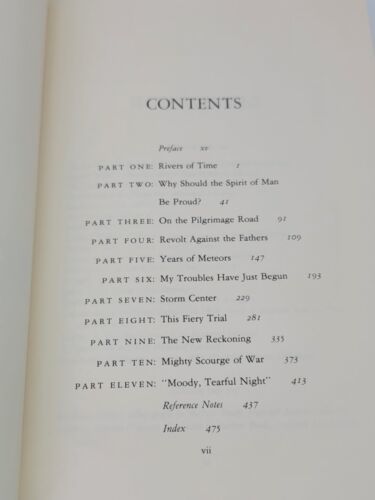 CONTENTS
Preface xv
PART ONE: Rivers of Time 1
PART TWO: Why Should the Spirit of Man
Be Proud? 41
PART THREE: On the Pilgrimage Road 91
PART FOUR: Revolt Against the Fathers 109
PART FIVE: Years of Meteors 147
PART SIX: My Troubles Have Just Begun 193
PART SEVEN: Storm Center 229
PART EIGHT: This Fiery Trial 281
PART NINE: The New Reckoning 335
PART TEN: Mighty Scourge of War 373
PART ELEVEN: "Moody, Tearful Night" 413
Reference Notes 437
Index 475
vii